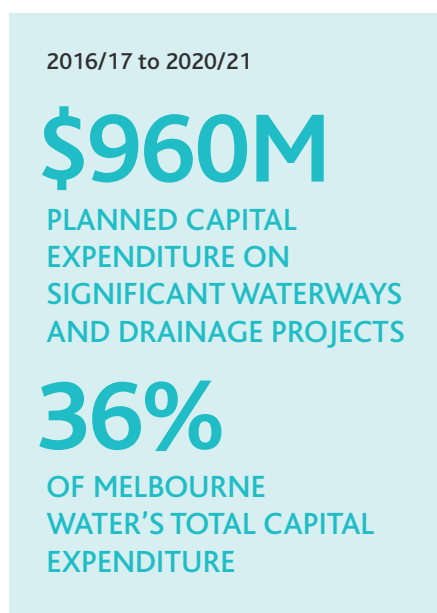 2016/17 to 2020/21
$960M
PLANNED CAPITAL
EXPENDITURE ON
SIGNIFICANT WATERWAYS
AND DRAINAGE PROJECTS
36%
OF MELBOURNE
WATER'S TOTAL CAPITAL
EXPENDITURE